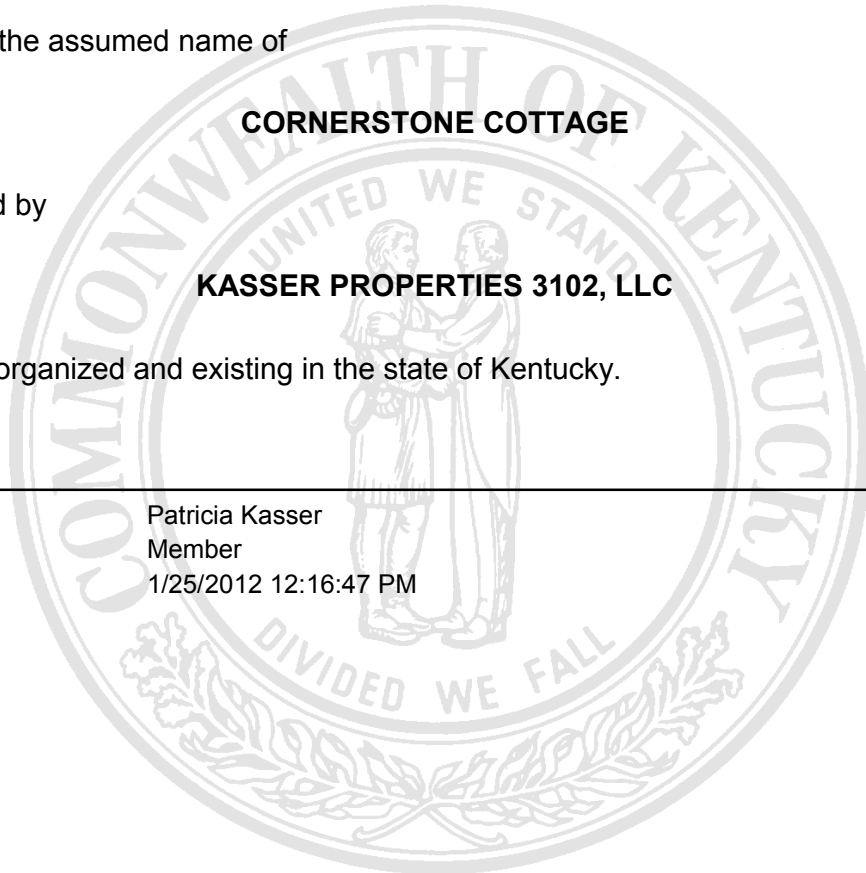 the assumed name of
CORNERSTONE COTTAGE
d by
KASSER PROPERTIES 3102, LLC
organized and existing in the state of Kentucky.
Patricia Kasser
Member
1/25/2012 12:16:47 PM
COMMONWEALTH OF KENTUCKY
UNITED WE STAND
DIVIDED WE FALL